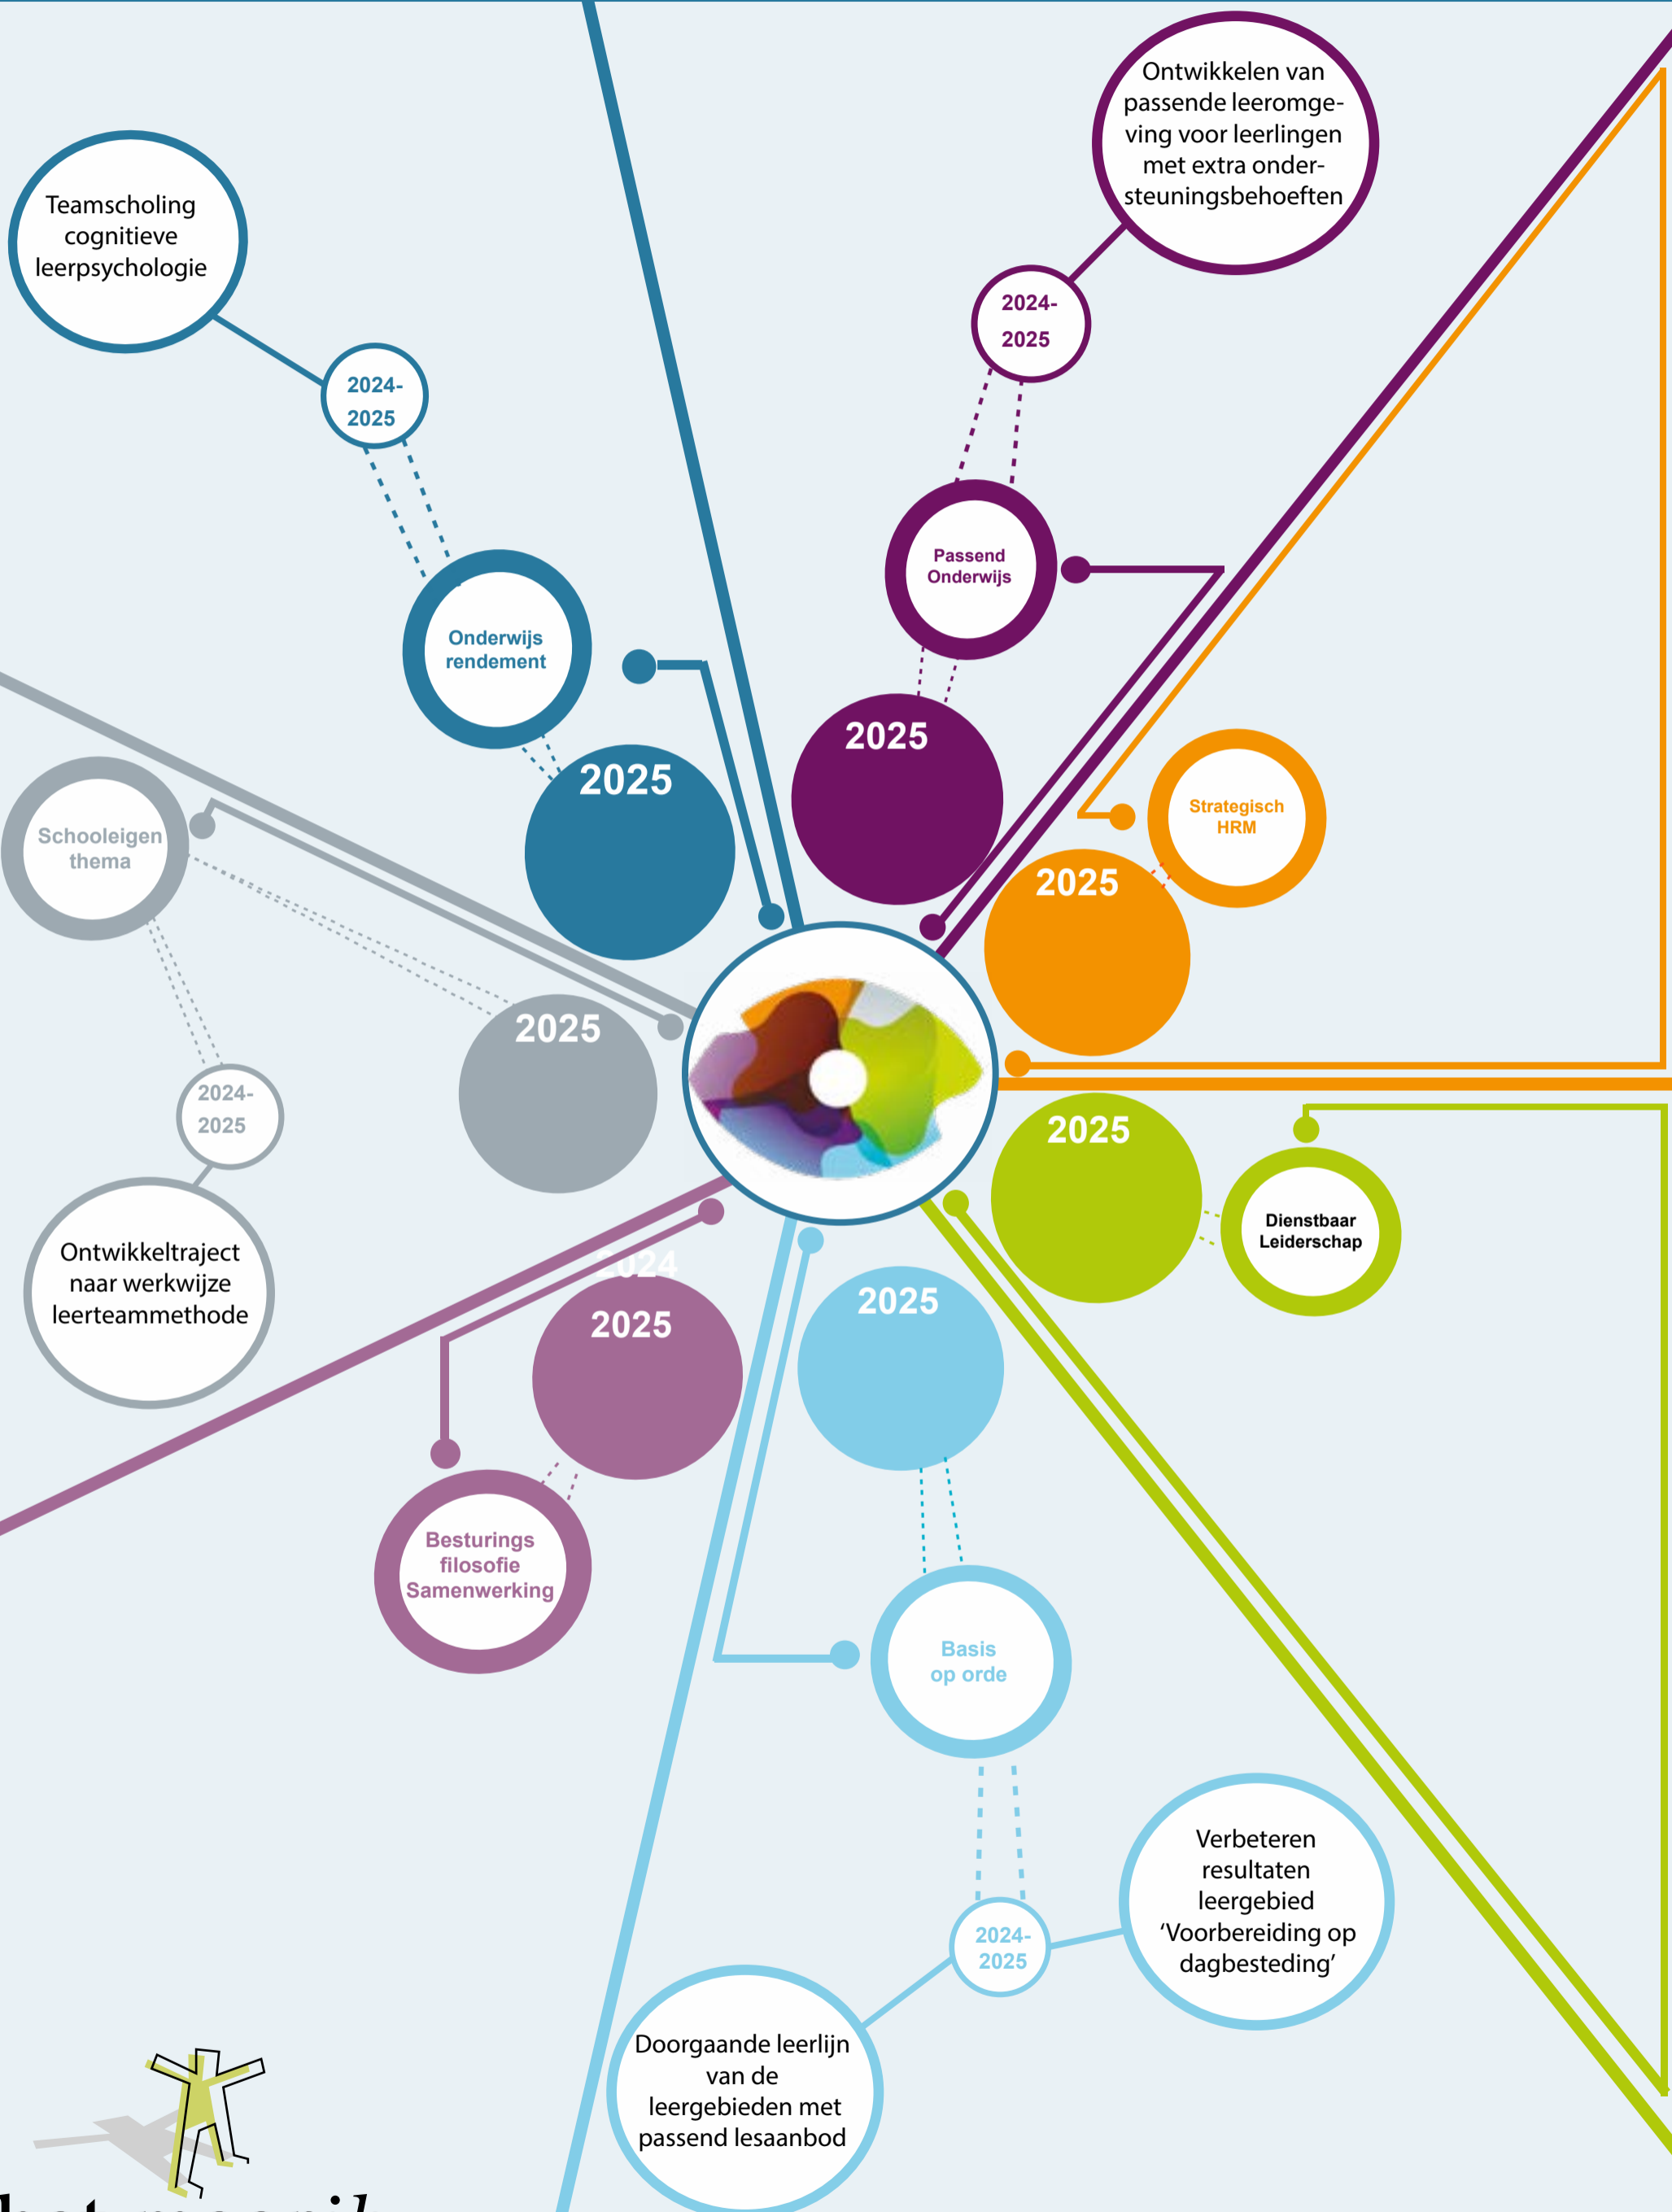 Ontwikkelen van
passende leeromge-
ving voor leerlingen
met extra onder-
steuningsbehoeften
2024-
2025
Passend
Onderwijs
2025
Teamscholing
cognitieve
leerpsychologie
2024-
2025
Onderwijs
rendement
2025
Strategisch
HRM
2025
Schooleigen
thema
2025
2024-
2025
Ontwikkeltraject
naar werkwijze
leerteammethode
2025
Dienstbaar
Leiderschap
2024
2025
Besturings
filosofie
Samenwerking
2025
Basis
op orde
2024-
2025
Verbeteren
resultaten
leergebied
‘Voorbereiding op
dagbesteding’
Doorgaande leerlijn
van de
leergebieden met
passend lesaanbod